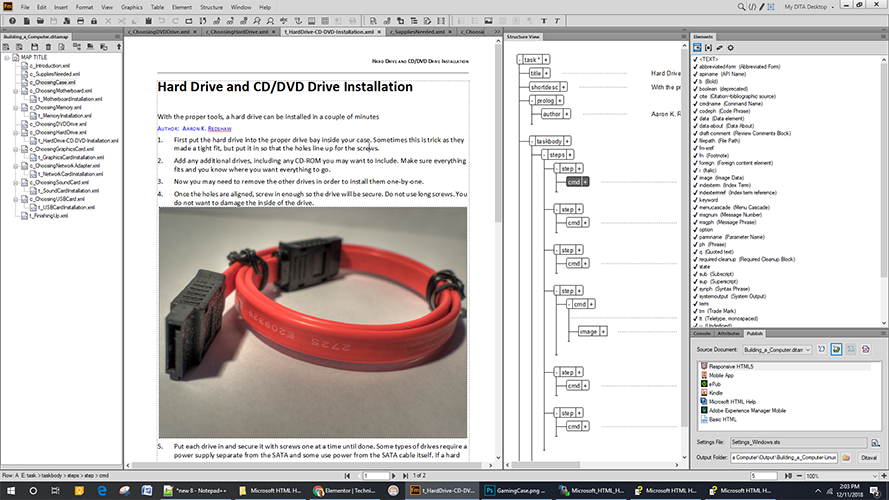 Fm File Edit Insert Format View Graphics Table Element Structure Window Help
My DITA Desktop
Building_a_Computer.ditamap
MAP TITLE
c_Introduction.xml
c_SuppliesNeeded.xml
c_ChoosingCase.xml
c_ChoosingMotherboard.xml
t_MotherboardInstallation.xml
c_ChoosingMemory.xml
t_MemoryInstallation.xml
c_ChoosingDVDDrive.xml
c_ChoosingHardDrive.xml
t_HardDrive-CD-DVD-Installation.xml
c_ChoosingGraphicsCard.xml
t_GraphicsCardInstallation.xml
c_ChoosingNetwork Adapter.xml
t_NetworkCardInstallation.xml
c_ChoosingSoundCard.xml
t_SoundCardInstallation.xml
c_ChoosingUSBCard.xml
t_USBCardInstallation.xml
t_FinishingUp.xml
c_ChoosingDVDDrive.xml
c_ChoosingHardDrive.xml
t_HardDrive-CD-DVD-Installation.xml
c_SuppliesNeeded.xml
c_Choosi
HARD DRIVE AND CD/DVD DRIVE INSTALLATION
Hard Drive and CD/DVD Drive Installation
With the proper tools, a hard drive can be installed in a couple of minutes
AUTHOR: AARON K. REDSHAW
1. First put the hard drive into the proper drive bay inside your case. Sometimes this is trick as they
made a tight fit, but put it in so that the holes line up for the screws.
2. Add any additional drives, including any CD-ROM you may want to include. Make sure everything
fits and you know where you want everything to go.
3. Now you may need to remove the other drives in order to install them one-by-one.
4. Once the holes are aligned, screw in enough so the drive will be secure. Do not use long screws. You
do not want to damage the inside of the drive.
E209326
2725
5. Put each drive in and secure it with screws one at a time until done. Some types of drives require a
power supply separate from the SATA and some use power from the SATA cable itself. If a hard
Structure View
task *
title
Hard Drive
shortdesc
With the p
prolog
author
Aaron K. R
taskbody
steps
step
cmd
step
cmd
step
cmd
step
cmd
image
step
cmd
step
cmd
Elements
<TEXT>
abbreviated-form (Abbreviated Form)
apiname (API Name)
b (Bold)
boolean (deprecated)
cite (Citation-bibliographic source)
cmdname (Command Name)
codeph (Code Phrase)
data (Element data)
data-about (Data About)
draft-comment (Review Comments Block)
filepath (File Path)
fm-xref
fn (Footnote)
foreign (Foreign content element)
i (Italic)
image (Image Data)
indexterm (Index Term)
indextermref (Index term reference)
keyword
menucascade (Menu Cascade)
msgnum (Message Number)
msgph (Message Phrase)
option
parmname (Parameter Name)
ph (Phrase)
q (Quoted text)
required-cleanup (Required Cleanup Block)
state
sub (Subscript)
sup (Superscript)
synph (Syntax Phrase)
systemoutput (System Output)
term
tm (Trade Mark)
tt (Teletype, monospaced)
u (Underlined)
Console Attributes Publish
Source Document: Building_a_Computer.ditam
Responsive HTML5
Mobile App
ePub
Kindle
Microsoft HTML Help
Adobe Experience Manager Mobile
Basic HTML
Settings File: Settings_Windows.sts
Output Folder: a Computer\Output\Building_a_Computer-Linux
Ditaval
Flow: A E: task > taskbody > steps > step > cmd
1
1 of 2
5
100%
*new 8 - Notepad++
Microsoft HTML H
Elementor | Techni
t_HardDrive-CD-DV
GamingCase.png
Microsoft_HTML_H
Microsoft HTML H
Microsoft HTML H
2:03 PM
12/11/2018